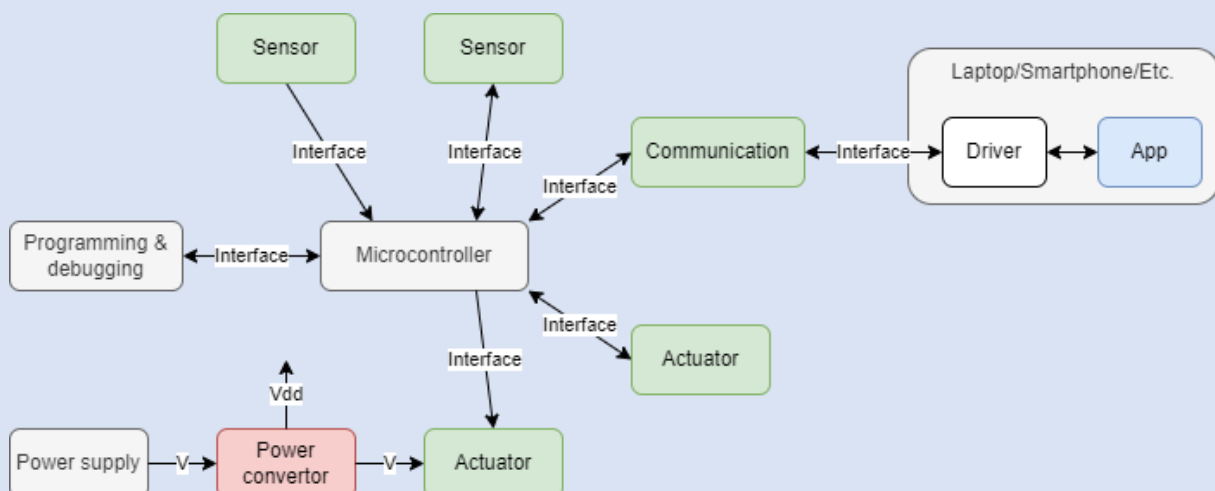 Sensor
Sensor
Laptop/Smartphone/Etc.
Interface
Interface
Communication
Interface
Driver
App
Interface
Programming &
debugging
Interface
Microcontroller
Interface
Interface
Actuator
Vdd
Power supply
V
Power
convertor
V
Actuator